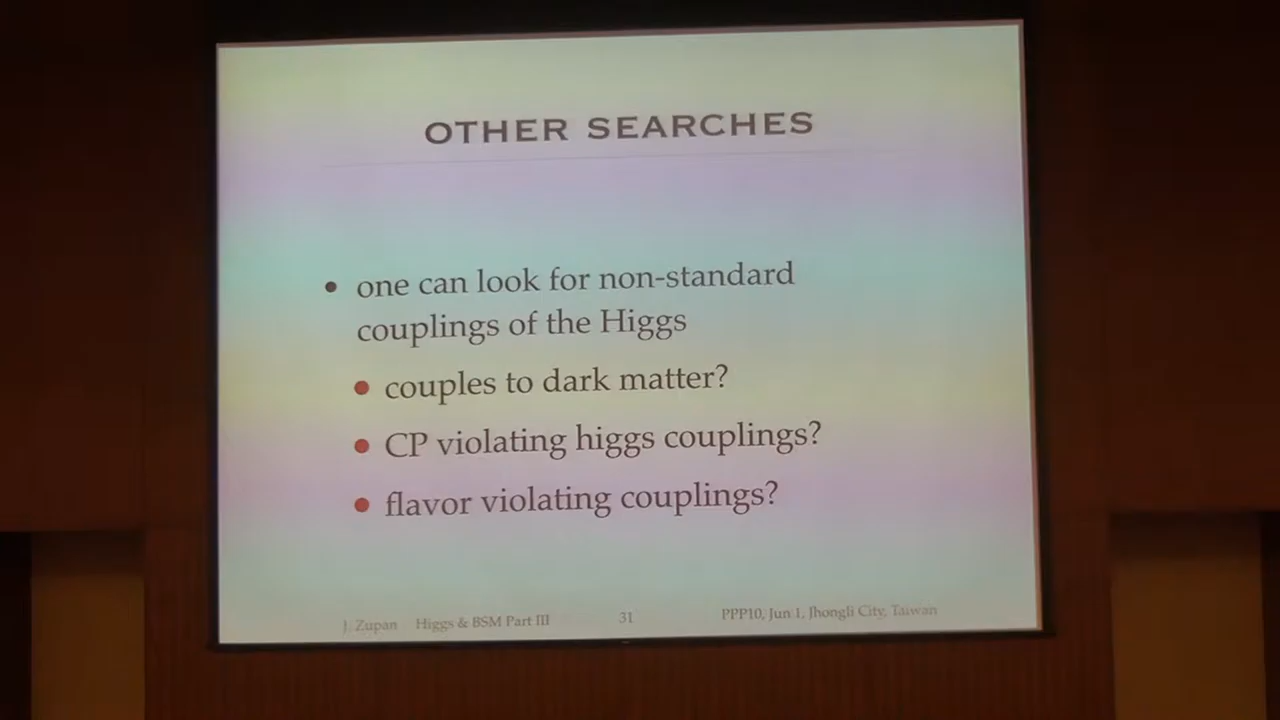 OTHER SEARCHES
• one can look for non-standard
couplings of the Higgs
• couples to dark matter?
• CP violating higgs couplings?
• flavor violating couplings?
J. Zupan Higgs & BSM Part III 31 PPP10, Jun 1, Jhongli City, Taiwan